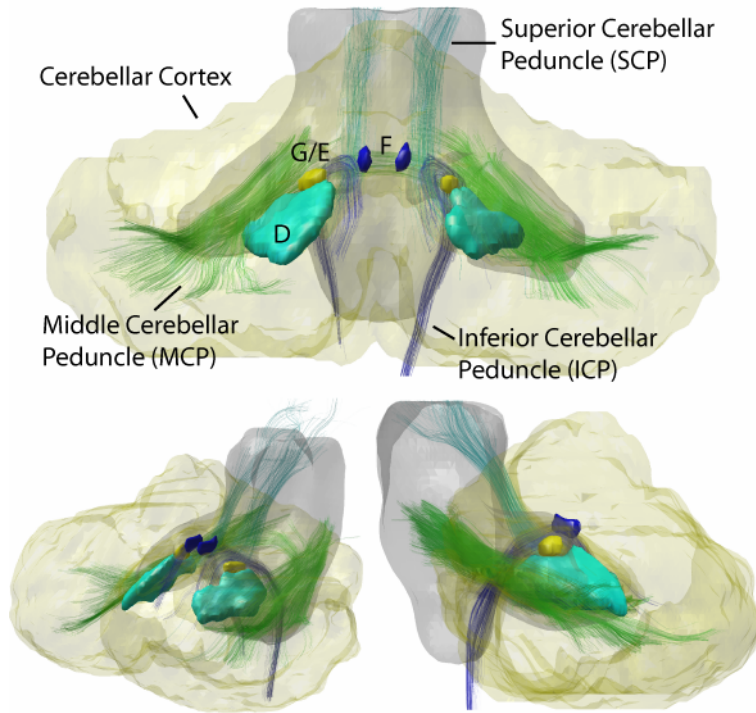 Superior Cerebellar
Peduncle (SCP)
Cerebellar Cortex
G/E
F
D
Middle Cerebellar
Peduncle (MCP)
Inferior Cerebellar
Peduncle (ICP)